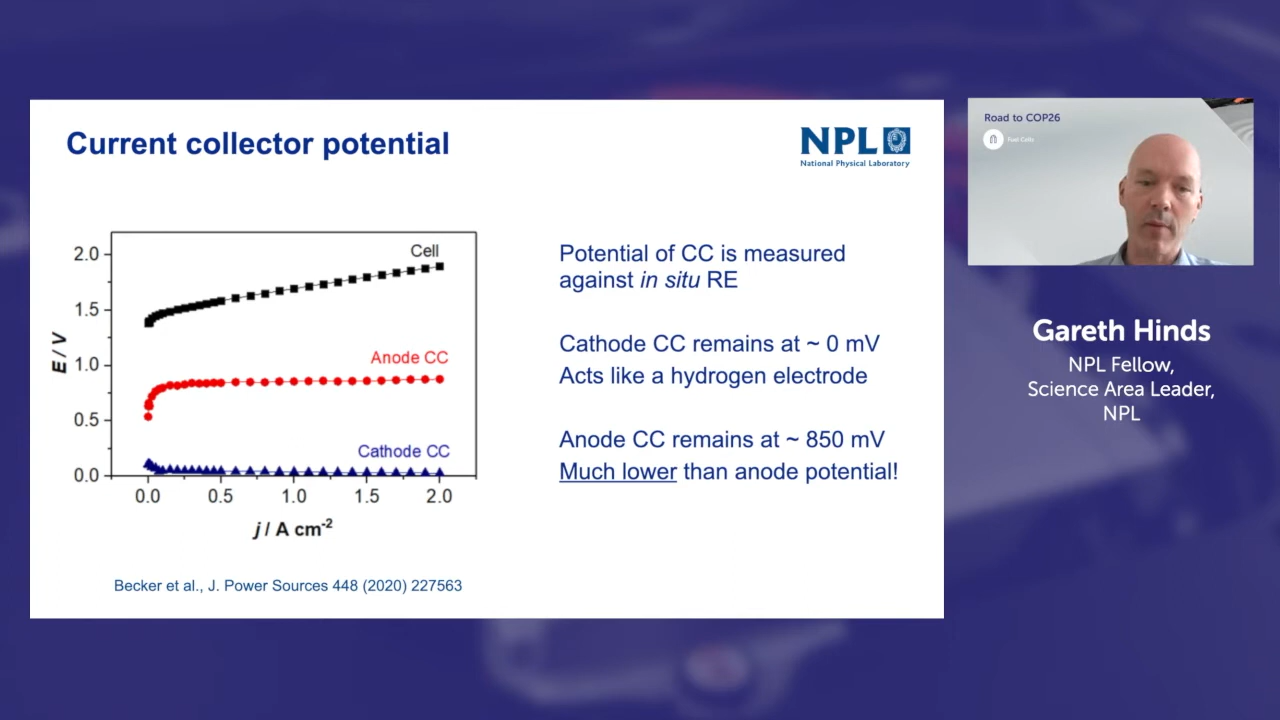 Current collector potential
NPL
National Physical Laboratory
2.0
1.5
1.0
0.5
0.0
E / V
Cell
Anode CC
Cathode CC
0.0 0.5 1.0 1.5 2.0
j / A cm-2
Becker et al., J. Power Sources 448 (2020) 227563
Potential of CC is measured
against in situ RE
Cathode CC remains at ~ 0 mV
Acts like a hydrogen electrode
Anode CC remains at ~ 850 mV
Much lower than anode potential!
Road to COP26
Fuel Cells
Gareth Hinds
NPL Fellow,
Science Area Leader,
NPL